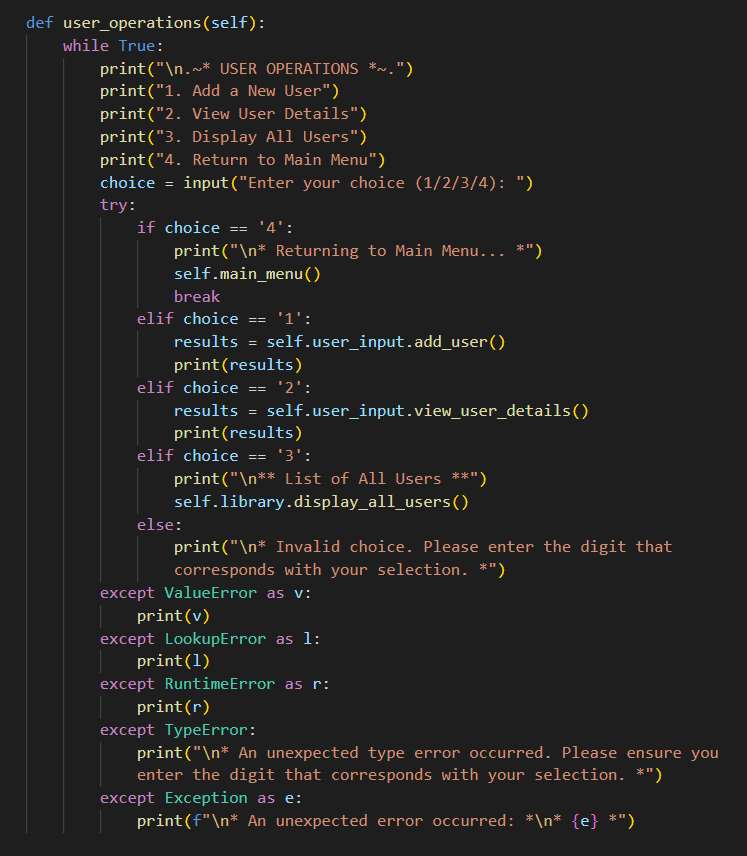 def user_operations(self):
    while True:
        print("\n.~* USER OPERATIONS *~.")
        print("1. Add a New User")
        print("2. View User Details")
        print("3. Display All Users")
        print("4. Return to Main Menu")
        choice = input("Enter your choice (1/2/3/4): ")
        try:
            if choice == '4':
                print("\n* Returning to Main Menu... *")
                self.main_menu()
                break
            elif choice == '1':
                results = self.user_input.add_user()
                print(results)
            elif choice == '2':
                results = self.user_input.view_user_details()
                print(results)
            elif choice == '3':
                print("\n** List of All Users **")
                self.library.display_all_users()
            else:
                print("\n* Invalid choice. Please enter the digit that
                corresponds with your selection. *")
        except ValueError as v:
            print(v)
        except LookupError as l:
            print(l)
        except RuntimeError as r:
            print(r)
        except TypeError:
            print("\n* An unexpected type error occurred. Please ensure you
            enter the digit that corresponds with your selection. *")
        except Exception as e:
            print(f"\n* An unexpected error occurred: *\n* {e} *")